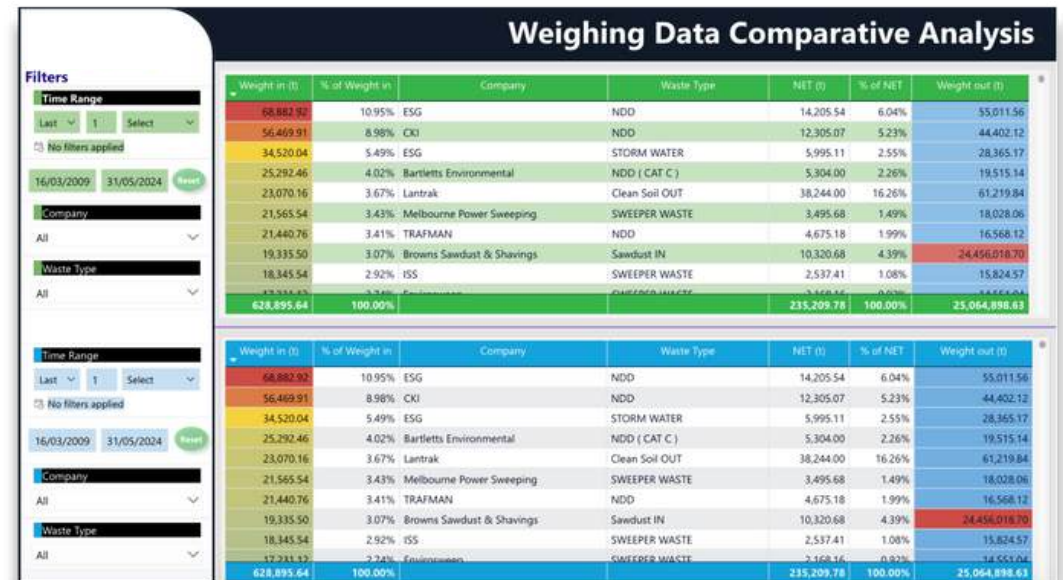 Weighing Data Comparative Analysis
Filters
Time Range
Last 1 Select
No filters applied
16/03/2009 31/05/2024 Reset
Company
All
Waste Type
All
Weight in (t) % of Weight in Company Waste Type NET (t) % of NET Weight out (t)
68,882.92 10.95% ESG NDD 14,205.54 6.04% 55,011.56
56,469.91 8.98% CKI NDD 12,305.07 5.23% 44,402.12
34,520.04 5.49% ESG STORM WATER 5,995.11 2.55% 28,365.17
25,292.46 4.02% Bartletts Environmental NDD ( CAT C ) 5,304.00 2.26% 19,515.14
23,070.16 3.67% Lantrak Clean Soil OUT 38,244.00 16.26% 61,219.84
21,565.54 3.43% Melbourne Power Sweeping SWEEPER WASTE 3,495.68 1.49% 18,028.06
21,440.76 3.41% TRAFMAN NDD 4,675.18 1.99% 16,568.12
19,335.50 3.07% Browns Sawdust & Shavings Sawdust IN 10,320.68 4.39% 24,456,018.70
18,345.54 2.92% ISS SWEEPER WASTE 2,537.41 1.08% 15,824.57
628,895.64 100.00% 235,209.78 100.00% 25,064,898.63
Time Range
Last 1 Select
No filters applied
16/03/2009 31/05/2024 Reset
Company
All
Waste Type
All
Weight in (t) % of Weight in Company Waste Type NET (t) % of NET Weight out (t)
68,882.92 10.95% ESG NDD 14,205.54 6.04% 55,011.56
56,469.91 8.98% CKI NDD 12,305.07 5.23% 44,402.12
34,520.04 5.49% ESG STORM WATER 5,995.11 2.55% 28,365.17
25,292.46 4.02% Bartletts Environmental NDD ( CAT C ) 5,304.00 2.26% 19,515.14
23,070.16 3.67% Lantrak Clean Soil OUT 38,244.00 16.26% 61,219.84
21,565.54 3.43% Melbourne Power Sweeping SWEEPER WASTE 3,495.68 1.49% 18,028.06
21,440.76 3.41% TRAFMAN NDD 4,675.18 1.99% 16,568.12
19,335.50 3.07% Browns Sawdust & Shavings Sawdust IN 10,320.68 4.39% 24,456,018.70
18,345.54 2.92% ISS SWEEPER WASTE 2,537.41 1.08% 15,824.57
17,231.12 2.74% Envirosweep SWEEPER WASTE 2,168.16 0.92% 14,551.04
628,895.64 100.00% 235,209.78 100.00% 25,064,898.63